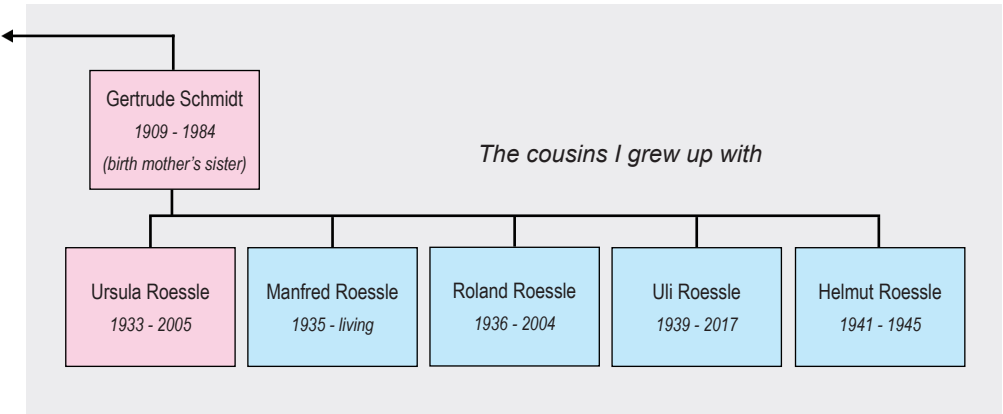 Gertrude Schmidt
1909 - 1984
(birth mother's sister)
The cousins I grew up with
Ursula Roessle
1933 - 2005
Manfred Roessle
1935 - living
Roland Roessle
1936 - 2004
Uli Roessle
1939 - 2017
Helmut Roessle
1941 - 1945